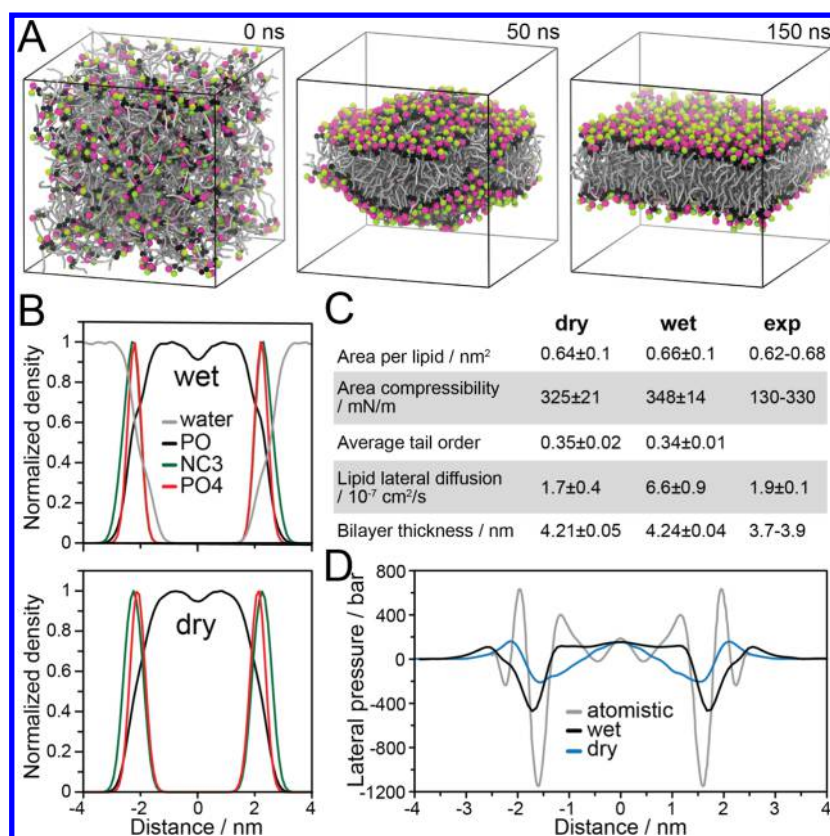 A
0 ns
50 ns
150 ns
B
Normalized density
1
0.8
0.6
0.4
0.2
0
wet
water
PO
NC3
PO4
-4 -2 0 2 4
Normalized density
1
0.8
0.6
0.4
0.2
0
dry
-4 -2 0 2 4
Distance / nm
C
dry wet exp
Area per lipid / nm² 0.64±0.1 0.66±0.1 0.62-0.68
Area compressibility
/ mN/m 325±21 348±14 130-330
Average tail order 0.35±0.02 0.34±0.01
Lipid lateral diffusion
/ 10⁻⁷ cm²/s 1.7±0.4 6.6±0.9 1.9±0.1
Bilayer thickness / nm 4.21±0.05 4.24±0.04 3.7-3.9
D
Lateral pressure / bar
800
400
0
-400
-800
-1200
atomistic
wet
dry
-4 -3 -2 -1 0 1 2 3 4
Distance / nm